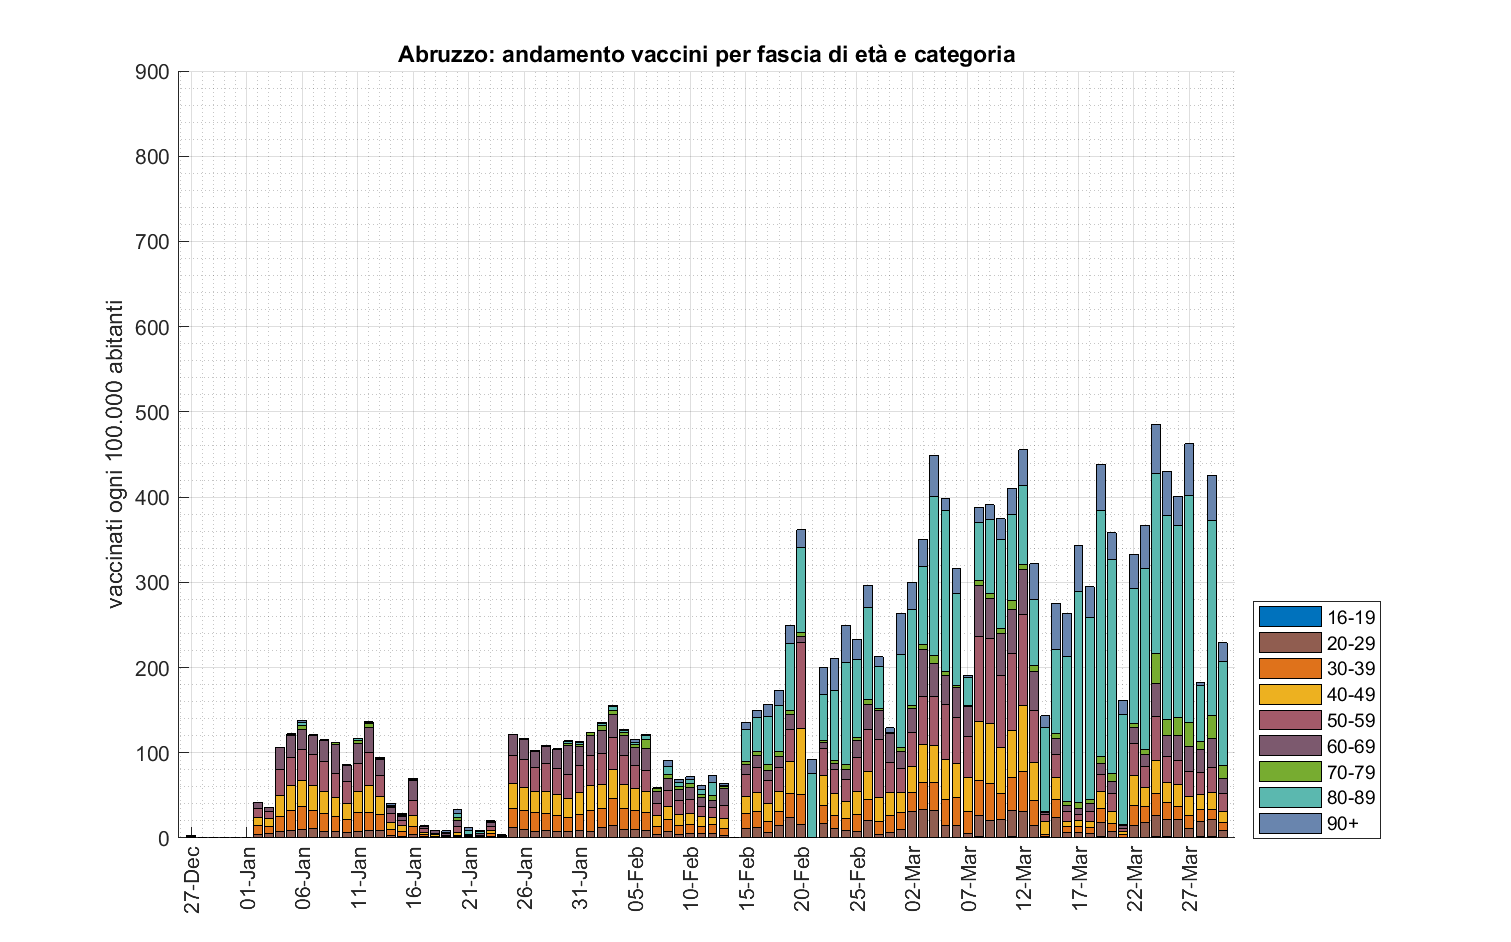 Abruzzo: andamento vaccini per fascia di età e categoria
900
800
700
600
500
400
300
200
100
0
vaccinati ogni 100.000 abitanti
27-Dec
01-Jan
06-Jan
11-Jan
16-Jan
21-Jan
26-Jan
31-Jan
05-Feb
10-Feb
15-Feb
20-Feb
25-Feb
02-Mar
07-Mar
12-Mar
17-Mar
22-Mar
27-Mar
16-19
20-29
30-39
40-49
50-59
60-69
70-79
80-89
90+